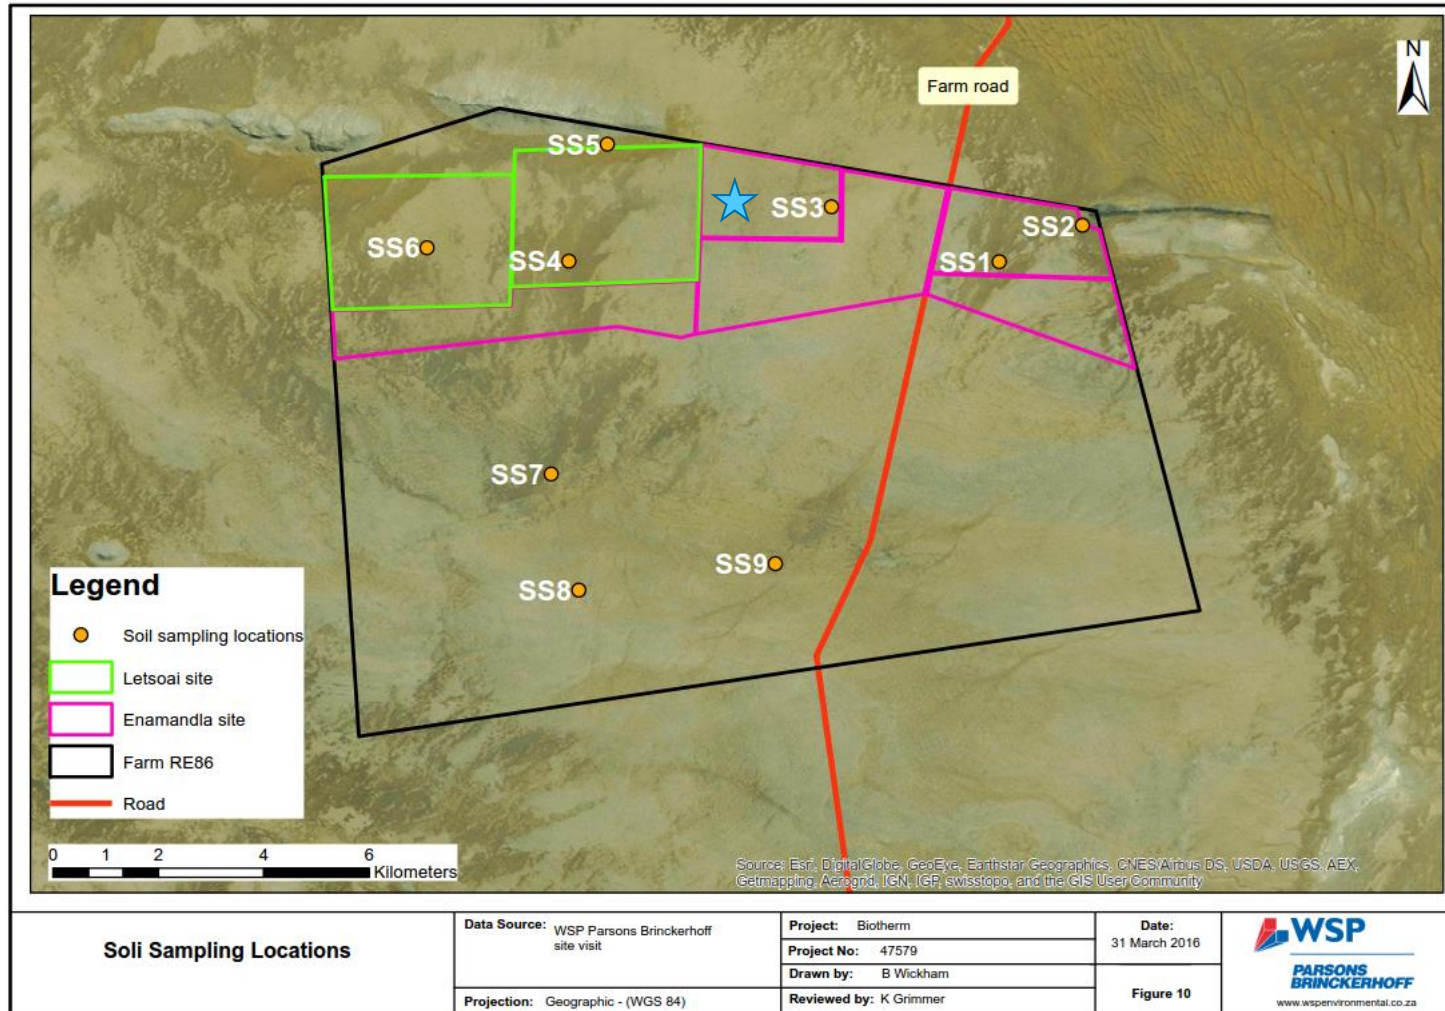 N
Farm road
SS5
SS3
SS2
SS6
SS4
SS1
SS7
SS9
SS8
Legend
Soil sampling locations
Letsoai site
Enamandla site
Farm RE86
Road
0 1 2 4 6
Kilometers
Source: Esri, DigitalGlobe, GeoEye, Earthstar Geographics, CNES/Airbus DS, USDA, USGS, AEX,
Getmapping, Aerogrid, IGN, IGP, swisstopo, and the GIS User Community
Soli Sampling Locations
Data Source: WSP Parsons Brinckerhoff
site visit
Projection: Geographic - (WGS 84)
Project: Biotherm
Project No: 47579
Drawn by: B Wickham
Reviewed by: K Grimmer
Date:
31 March 2016
Figure 10
WSP
PARSONS
BRINCKERHOFF
www.wspenvironmental.co.za